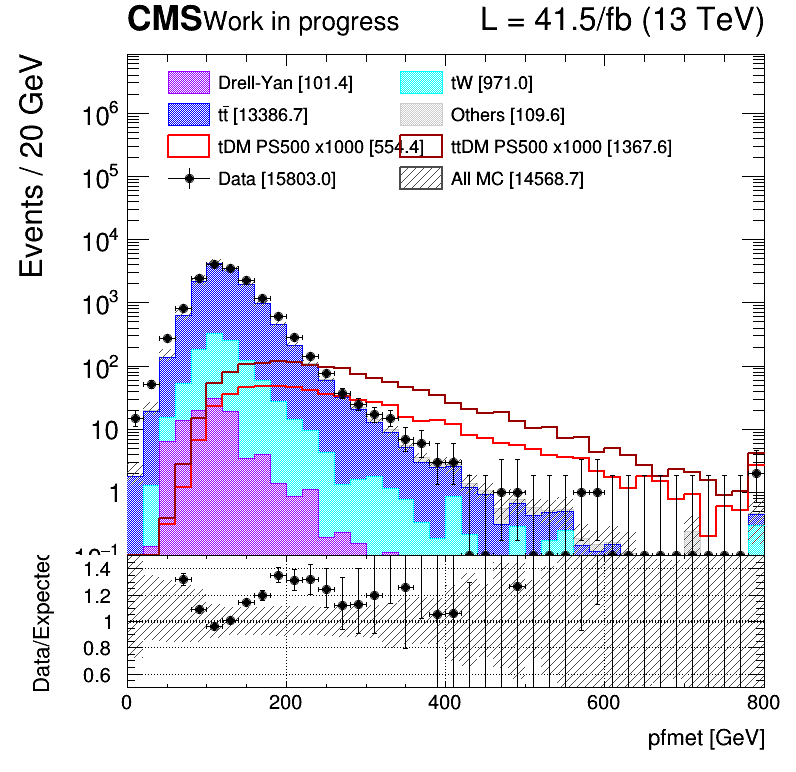 CMS Work in progress L = 41.5/fb (13 TeV)
Events / 20 GeV
Drell-Yan [101.4] tW [971.0]
tt̄ [13386.7] Others [109.6]
tDM PS500 x1000 [554.4] ttDM PS500 x1000 [1367.6]
Data [15803.0] All MC [14568.7]
10⁶
10⁵
10⁴
10³
10²
10
1
10⁻¹
Data/Expected
1.4
1.2
1
0.8
0.6
0 200 400 600 800
pfmet [GeV]